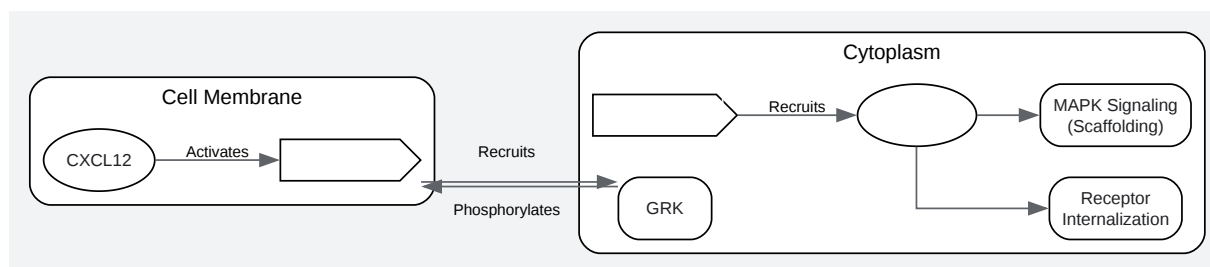 Cell Membrane
CXCL12
Activates
Recruits
Phosphorylates
Cytoplasm
Recruits
MAPK Signaling
(Scaffolding)
GRK
Receptor
Internalization